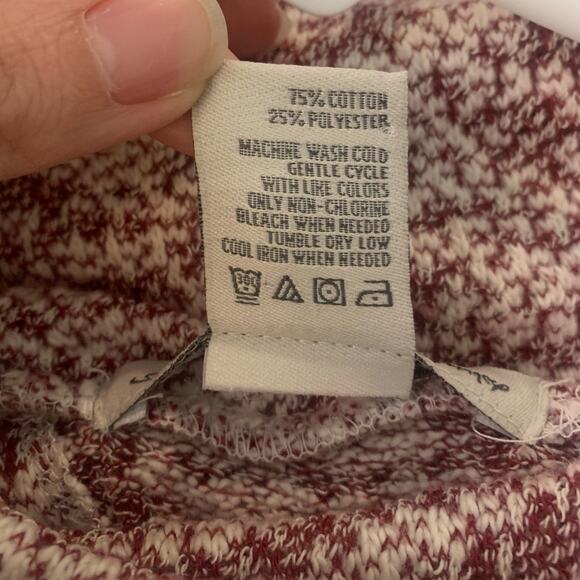 75% COTTON
25% POLYESTER
MACHINE WASH COLD
GENTLE CYCLE
WITH LIKE COLORS
ONLY NON-CHLORINE
BLEACH WHEN NEEDED
TUMBLE DRY LOW
COOL IRON WHEN NEEDED
30C